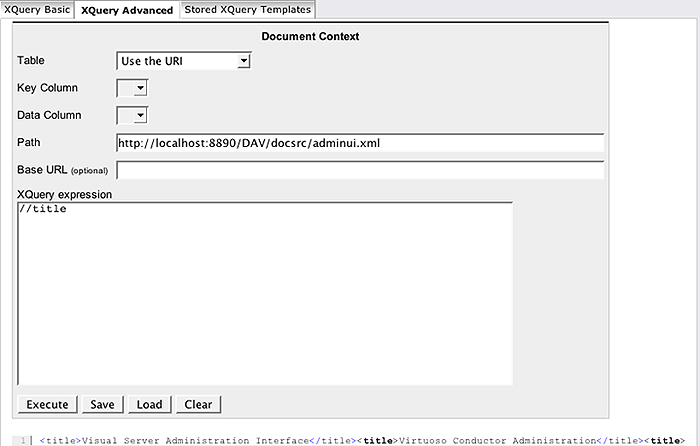 XQuery Basic XQuery Advanced Stored XQuery Templates
Document Context
Table Use the URI
Key Column
Data Column
Path http://localhost:8890/DAV/docsrc/adminui.xml
Base URL (optional)
XQuery expression
//title
Execute Save Load Clear
1 <title>Visual Server Administration Interface</title><title>Virtuoso Conductor Administration</title><title>